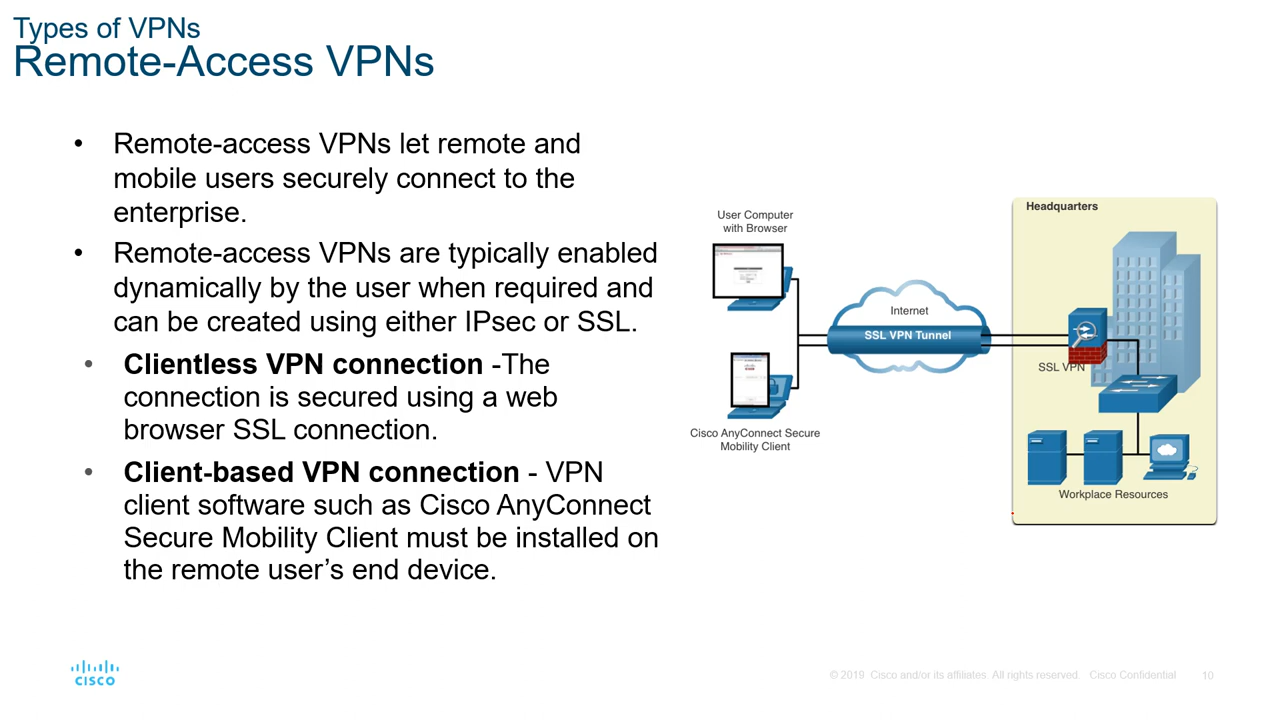 Types of VPNs
Remote-Access VPNs
• Remote-access VPNs let remote and
mobile users securely connect to the
enterprise.
• Remote-access VPNs are typically enabled
dynamically by the user when required and
can be created using either IPsec or SSL.
• Clientless VPN connection -The
connection is secured using a web
browser SSL connection.
• Client-based VPN connection - VPN
client software such as Cisco AnyConnect
Secure Mobility Client must be installed on
the remote user’s end device.
User Computer
with Browser
Cisco AnyConnect Secure
Mobility Client
Internet
SSL VPN Tunnel
Headquarters
SSL VPN
Workplace Resources
CISCO
© 2019 Cisco and/or its affiliates. All rights reserved. Cisco Confidential
10